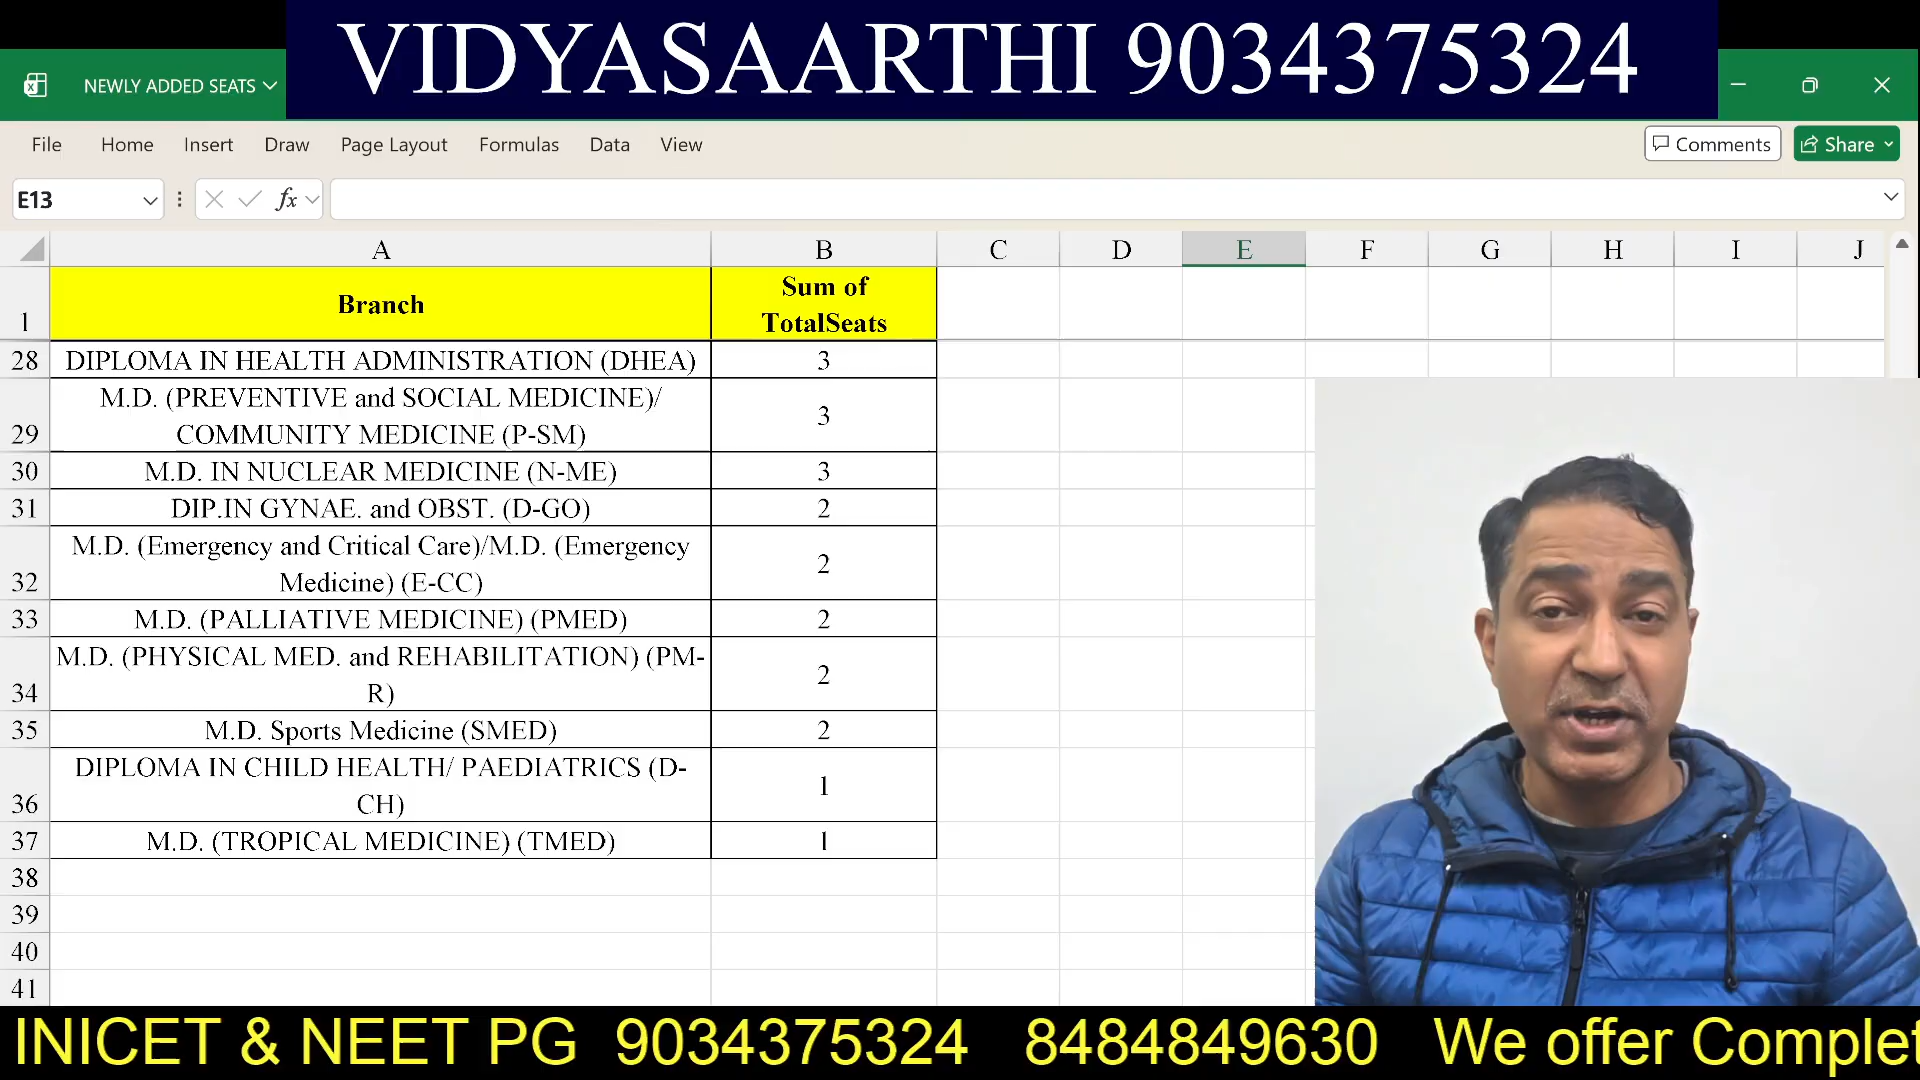 VIDYASAARTHI 9034375324
NEWLY ADDED SEATS
File Home Insert Draw Page Layout Formulas Data View Comments Share
E13 fx
A B C D E F G H I J
1 Branch Sum of
TotalSeats
28 DIPLOMA IN HEALTH ADMINISTRATION (DHEA) 3
29 M.D. (PREVENTIVE and SOCIAL MEDICINE)/
COMMUNITY MEDICINE (P-SM) 3
30 M.D. IN NUCLEAR MEDICINE (N-ME) 3
31 DIP.IN GYNAE. and OBST. (D-GO) 2
32 M.D. (Emergency and Critical Care)/M.D. (Emergency
Medicine) (E-CC) 2
33 M.D. (PALLIATIVE MEDICINE) (PMED) 2
34 M.D. (PHYSICAL MED. and REHABILITATION) (PM-
R) 2
35 M.D. Sports Medicine (SMED) 2
36 DIPLOMA IN CHILD HEALTH/ PAEDIATRICS (D-
CH) 1
37 M.D. (TROPICAL MEDICINE) (TMED) 1
38
39
40
41
INICET & NEET PG 9034375324 8484849630 We offer Complet